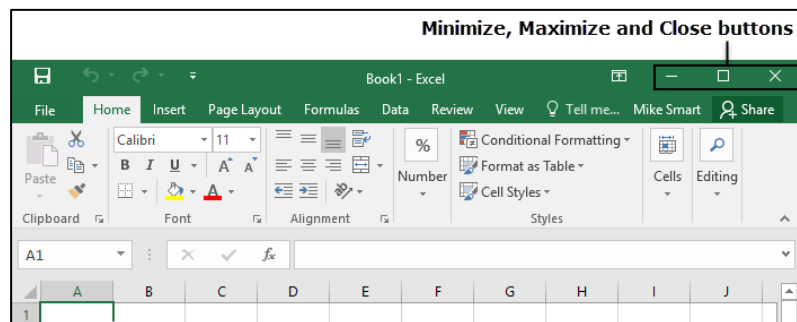 Minimize, Maximize and Close buttons
Book1 - Excel
File Home Insert Page Layout Formulas Data Review View Tell me... Mike Smart Share
Calibri 11 % Conditional Formatting
B I U A A Format as Table
Paste Number Cells Editing
A Cell Styles
Clipboard Font Alignment Styles
A1 fx
A B C D E F G H I J
1